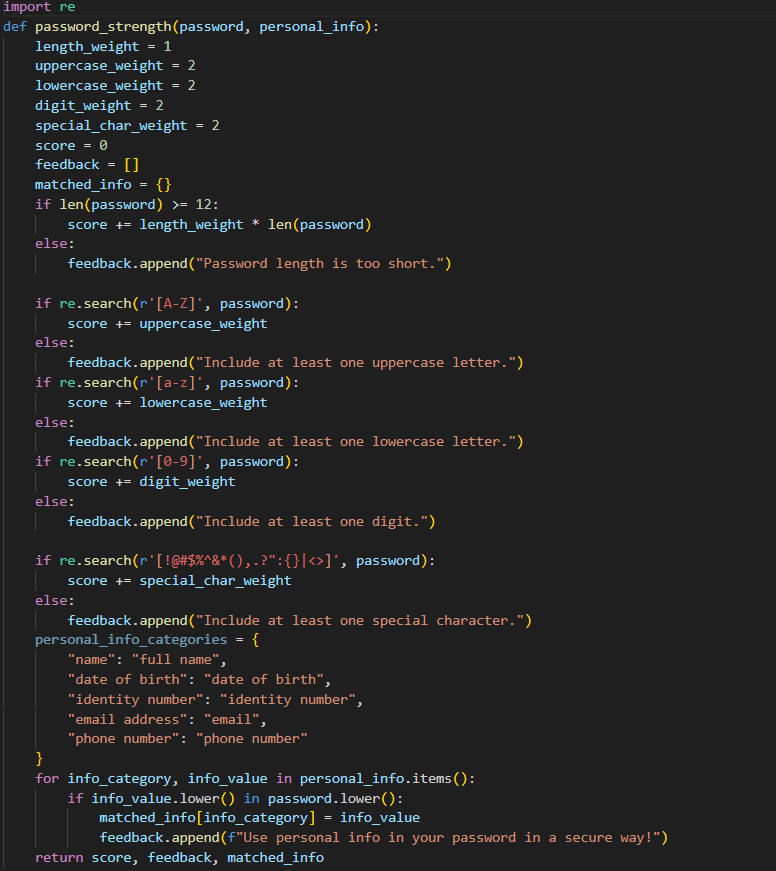 import re
def password_strength(password, personal_info):
    length_weight = 1
    uppercase_weight = 2
    lowercase_weight = 2
    digit_weight = 2
    special_char_weight = 2
    score = 0
    feedback = []
    matched_info = {}
    if len(password) >= 12:
        score += length_weight * len(password)
    else:
        feedback.append("Password length is too short.")

    if re.search(r'[A-Z]', password):
        score += uppercase_weight
    else:
        feedback.append("Include at least one uppercase letter.")
    if re.search(r'[a-z]', password):
        score += lowercase_weight
    else:
        feedback.append("Include at least one lowercase letter.")
    if re.search(r'[0-9]', password):
        score += digit_weight
    else:
        feedback.append("Include at least one digit.")

    if re.search(r'[!@#$%^&*(),.?":{}|<>]', password):
        score += special_char_weight
    else:
        feedback.append("Include at least one special character.")
    personal_info_categories = {
        "name": "full name",
        "date of birth": "date of birth",
        "identity number": "identity number",
        "email address": "email",
        "phone number": "phone number"
    }
    for info_category, info_value in personal_info.items():
        if info_value.lower() in password.lower():
            matched_info[info_category] = info_value
            feedback.append(f"Use personal info in your password in a secure way!")
    return score, feedback, matched_info